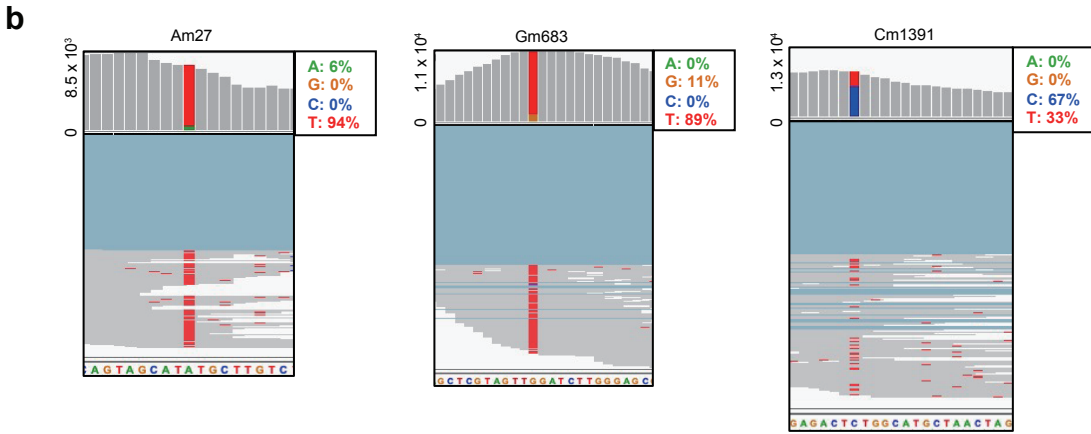 b
Am27
8.5 x 10³
0
A: 6%
G: 0%
C: 0%
T: 94%
CAGTAGCATATGCTTGTC
Gm683
1.1 x 10⁴
0
A: 0%
G: 11%
C: 0%
T: 89%
GCTCGTAGTTGGATCTTGGGAGC
Cm1391
1.3 x 10⁴
0
A: 0%
G: 0%
C: 67%
T: 33%
GAGACTCTGGCATGCTAACTAG